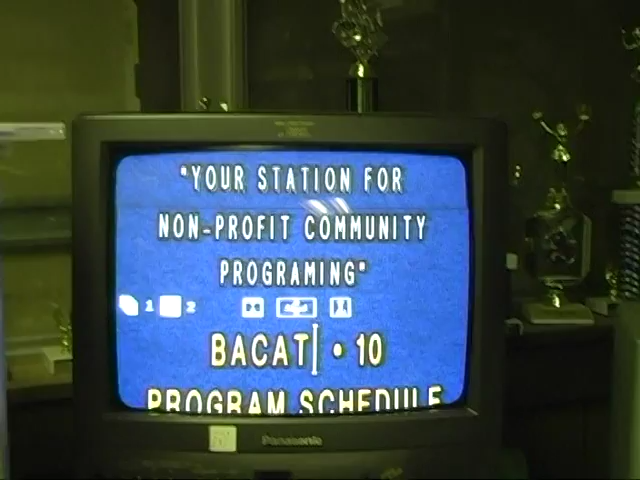 "YOUR STATION FOR
NON-PROFIT COMMUNITY
PROGRAMING"
1 2
BACAT • 10
PROGRAM SCHEDULE
Panasonic